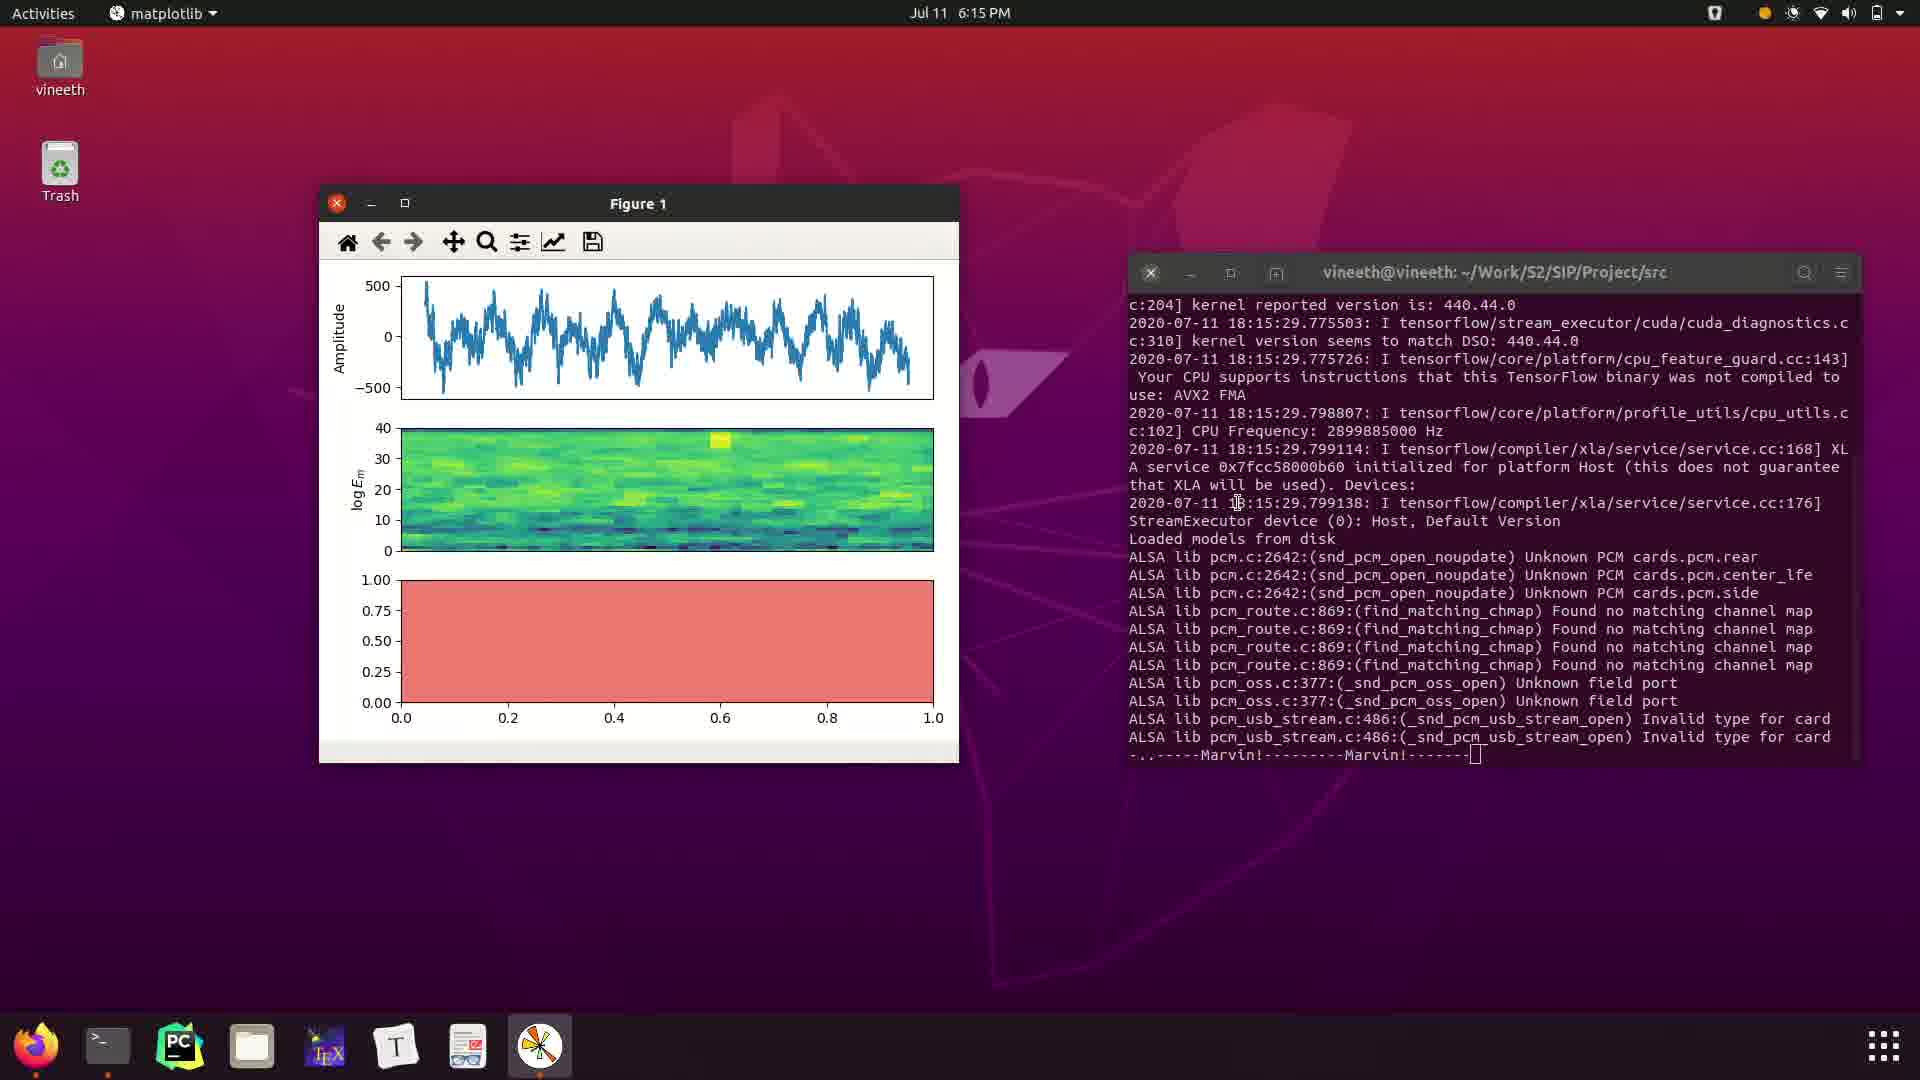 Activities
matplotlib
Jul 11 6:15 PM
vineeth
Trash
Figure 1
500
0
−500
Amplitude
40
30
20
10
0
log Em
1.00
0.75
0.50
0.25
0.00
0.0 0.2 0.4 0.6 0.8 1.0
vineeth@vineeth: ~/Work/S2/SIP/Project/src
c:204] kernel reported version is: 440.44.0
2020-07-11 18:15:29.775503: I tensorflow/stream_executor/cuda/cuda_diagnostics.c
c:310] kernel version seems to match DSO: 440.44.0
2020-07-11 18:15:29.775726: I tensorflow/core/platform/cpu_feature_guard.cc:143]
Your CPU supports instructions that this TensorFlow binary was not compiled to
use: AVX2 FMA
2020-07-11 18:15:29.798807: I tensorflow/core/platform/profile_utils/cpu_utils.c
c:102] CPU Frequency: 2899885000 Hz
2020-07-11 18:15:29.799114: I tensorflow/compiler/xla/service/service.cc:168] XL
A service 0x7fcc58000b60 initialized for platform Host (this does not guarantee
that XLA will be used). Devices:
2020-07-11 18:15:29.799138: I tensorflow/compiler/xla/service/service.cc:176]
StreamExecutor device (0): Host, Default Version
Loaded models from disk
ALSA lib pcm.c:2642:(snd_pcm_open_noupdate) Unknown PCM cards.pcm.rear
ALSA lib pcm.c:2642:(snd_pcm_open_noupdate) Unknown PCM cards.pcm.center_lfe
ALSA lib pcm.c:2642:(snd_pcm_open_noupdate) Unknown PCM cards.pcm.side
ALSA lib pcm_route.c:869:(find_matching_chmap) Found no matching channel map
ALSA lib pcm_route.c:869:(find_matching_chmap) Found no matching channel map
ALSA lib pcm_route.c:869:(find_matching_chmap) Found no matching channel map
ALSA lib pcm_route.c:869:(find_matching_chmap) Found no matching channel map
ALSA lib pcm_oss.c:377:(_snd_pcm_oss_open) Unknown field port
ALSA lib pcm_oss.c:377:(_snd_pcm_oss_open) Unknown field port
ALSA lib pcm_usb_stream.c:486:(_snd_pcm_usb_stream_open) Invalid type for card
ALSA lib pcm_usb_stream.c:486:(_snd_pcm_usb_stream_open) Invalid type for card
-..-----Marvin!---------Marvin!-------
>_
PC
TEX
T